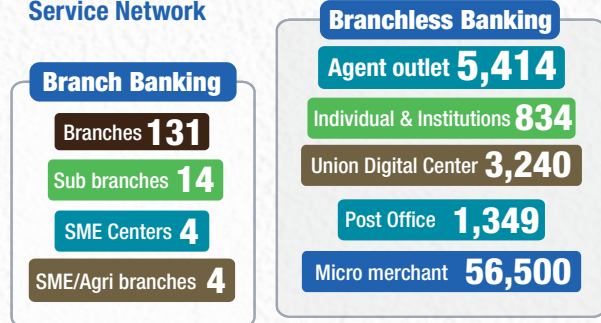 Service Network
Branch Banking
Branches 131
Sub branches 14
SME Centers 4
SME/Agri branches 4
Branchless Banking
Agent outlet 5,414
Individual & Institutions 834
Union Digital Center 3,240
Post Office 1,349
Micro merchant 56,500